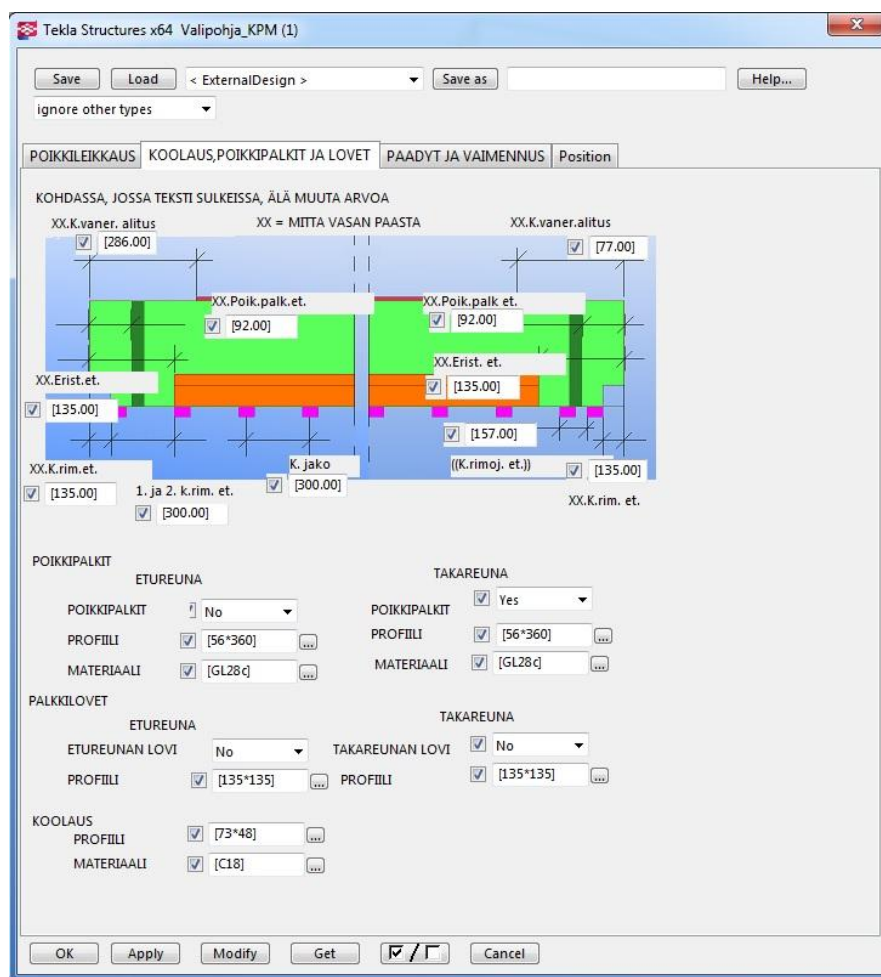 Tekla Structures x64 Valipohja_KPM (1)
Save Load < ExternalDesign > Save as Help...
ignore other types
POIKKILEIKKAUS KOOLAUS,POIKKIPALKIT JA LOVET PAADYT JA VAIMENNUS Position
KOHDASSA, JOSSA TEKSTI SULKEISSA, ÄLÄ MUUTA ARVOA
XX.K.vaner. alitus XX = MITTA VASAN PAASTA XX.K.vaner.alitus
[286.00] [77.00]
XX.Poik.palk.et. XX.Poik.palk et.
[92.00] [92.00]
XX.Erist. et.
XX.Erist.et. [135.00]
[135.00]
[157.00]
XX.K.rim.et. K. jako ((K.rimoj. et.)) [135.00]
[135.00] 1. ja 2. k.rim. et. [300.00] XX.K.rim. et.
[300.00]
POIKKIPALKIT
ETUREUNA TAKAREUNA
POIKKIPALKIT No POIKKIPALKIT Yes
PROFIILI [56*360] ... PROFIILI [56*360] ...
MATERIAALI [GL28c] ... MATERIAALI [GL28c] ...
PALKKILOVET
ETUREUNA TAKAREUNA
ETUREUNAN LOVI No TAKAREUNAN LOVI No
PROFIILI [135*135] ... PROFIILI [135*135] ...
KOOLAUS
PROFIILI [73*48] ...
MATERIAALI [C18] ...
OK Apply Modify Get / Cancel